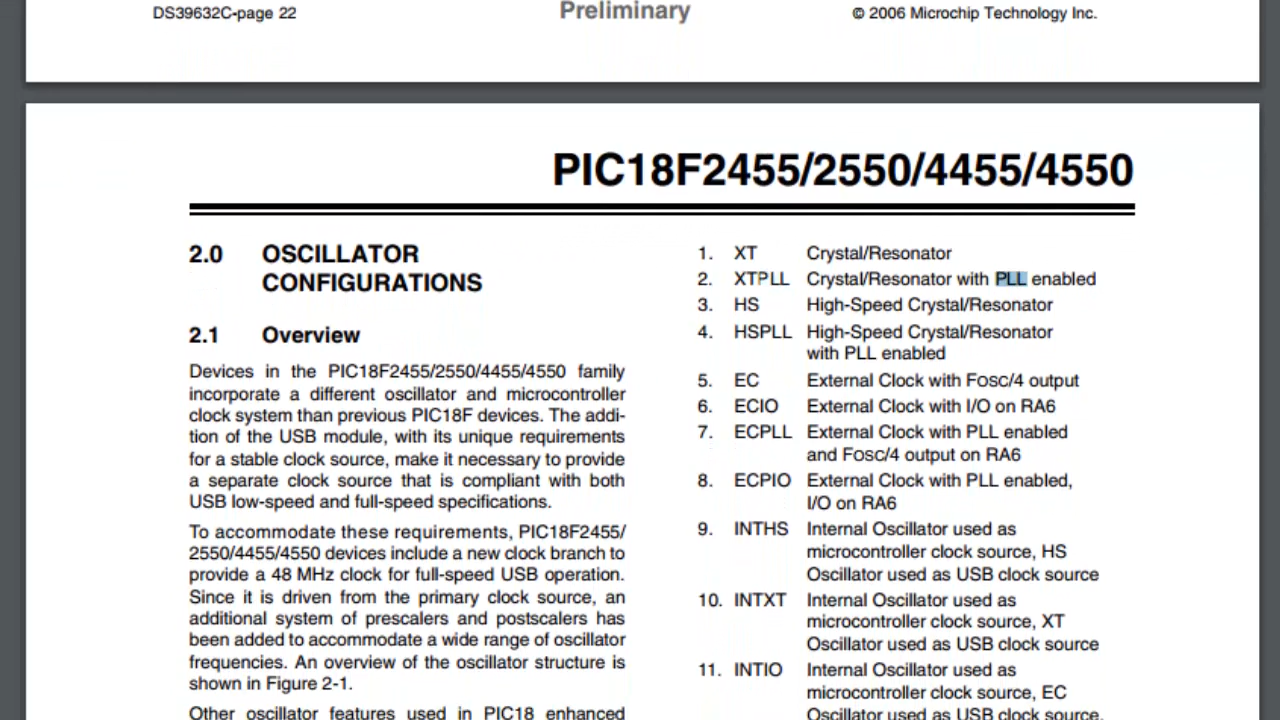 DS39632C-page 22
Preliminary
© 2006 Microchip Technology Inc.
PIC18F2455/2550/4455/4550
2.0 OSCILLATOR
CONFIGURATIONS
2.1 Overview
Devices in the PIC18F2455/2550/4455/4550 family
incorporate a different oscillator and microcontroller
clock system than previous PIC18F devices. The addi-
tion of the USB module, with its unique requirements
for a stable clock source, make it necessary to provide
a separate clock source that is compliant with both
USB low-speed and full-speed specifications.
To accommodate these requirements, PIC18F2455/
2550/4455/4550 devices include a new clock branch to
provide a 48 MHz clock for full-speed USB operation.
Since it is driven from the primary clock source, an
additional system of prescalers and postscalers has
been added to accommodate a wide range of oscillator
frequencies. An overview of the oscillator structure is
shown in Figure 2-1.
Other oscillator features used in PIC18 enhanced
1. XT Crystal/Resonator
2. XTPLL Crystal/Resonator with PLL enabled
3. HS High-Speed Crystal/Resonator
4. HSPLL High-Speed Crystal/Resonator
with PLL enabled
5. EC External Clock with FOSC/4 output
6. ECIO External Clock with I/O on RA6
7. ECPLL External Clock with PLL enabled
and FOSC/4 output on RA6
8. ECPIO External Clock with PLL enabled,
I/O on RA6
9. INTHS Internal Oscillator used as
microcontroller clock source, HS
Oscillator used as USB clock source
10. INTXT Internal Oscillator used as
microcontroller clock source, XT
Oscillator used as USB clock source
11. INTIO Internal Oscillator used as
microcontroller clock source, EC
Oscillator used as USB clock source,